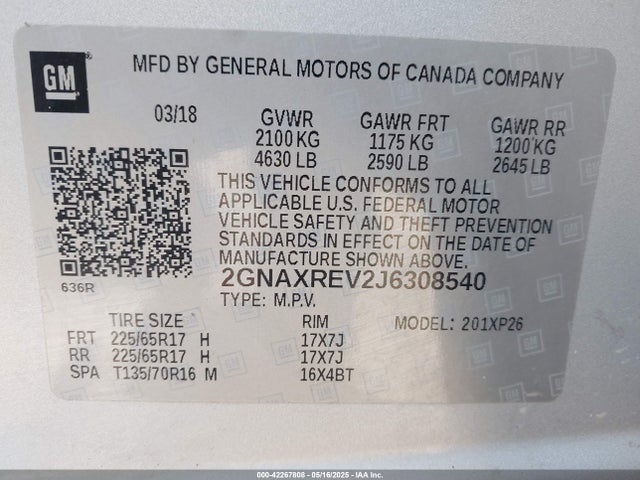 GM
MFD BY GENERAL MOTORS OF CANADA COMPANY
03/18 GVWR GAWR FRT GAWR RR
2100 KG 1175 KG 1200 KG
4630 LB 2590 LB 2645 LB
THIS VEHICLE CONFORMS TO ALL
APPLICABLE U.S. FEDERAL MOTOR
VEHICLE SAFETY AND THEFT PREVENTION
STANDARDS IN EFFECT ON THE DATE OF
MANUFACTURE SHOWN ABOVE.
636R 2GNAXREV2J6308540
TYPE: M.P.V.
TIRE SIZE RIM MODEL: 201XP26
FRT 225/65R17 H 17X7J
RR 225/65R17 H 17X7J
SPA T135/70R16 M 16X4BT
000-42267808 - 05/16/2025 - IAA Inc.